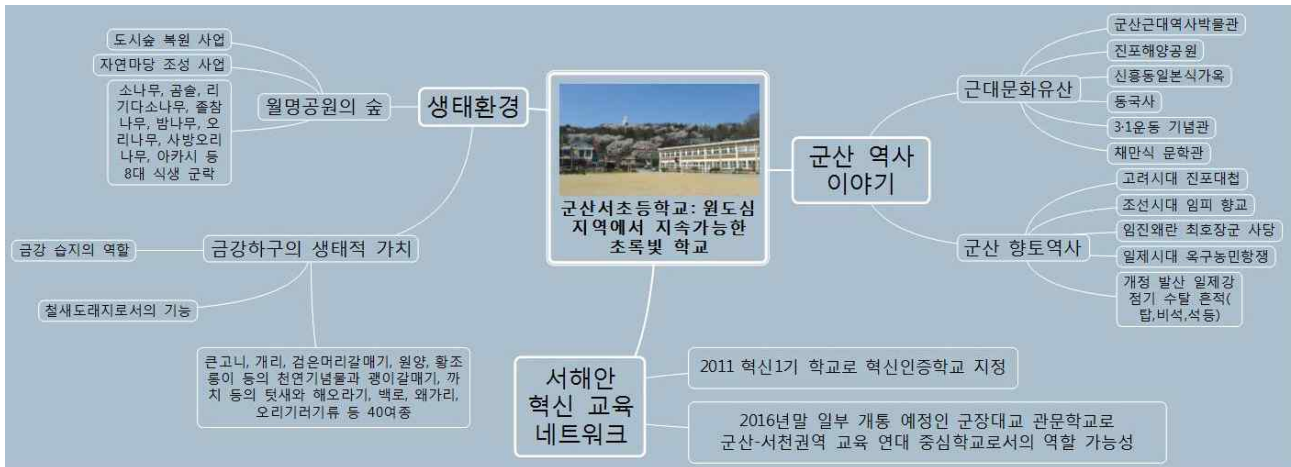 도시숲 복원 사업
자연마당 조성 사업
소나무, 곰솔, 리
기다소나무, 졸참
나무, 밤나무, 오
리나무, 사방오리
나무, 아카시 등
8대 식생 군락
월명공원의 숲
생태환경
금강 습지의 역할
금강하구의 생태적 가치
철새도래지로서의 기능
큰고니, 개리, 검은머리갈매기, 원앙, 황조
롱이 등의 천연기념물과 괭이갈매기, 까
치 등의 텃새와 해오라기, 백로, 왜가리,
오리기러기류 등 40여종
군산서초등학교: 원도심
지역에서 지속가능한
초록빛 학교
군산 역사
이야기
근대문화유산
군산근대역사박물관
진포해양공원
신흥동일본식가옥
동국사
3·1운동 기념관
채만식 문학관
군산 향토역사
고려시대 진포대첩
조선시대 임피 향교
임진왜란 최호장군 사당
일제시대 옥구농민항쟁
개정 발산 일제강
점기 수탈 흔적(
탑,비석,석등)
서해안
혁신 교육
네트워크
2011 혁신1기 학교로 혁신인증학교 지정
2016년말 일부 개통 예정인 군장대교 관문학교로
군산-서천권역 교육 연대 중심학교로서의 역할 가능성